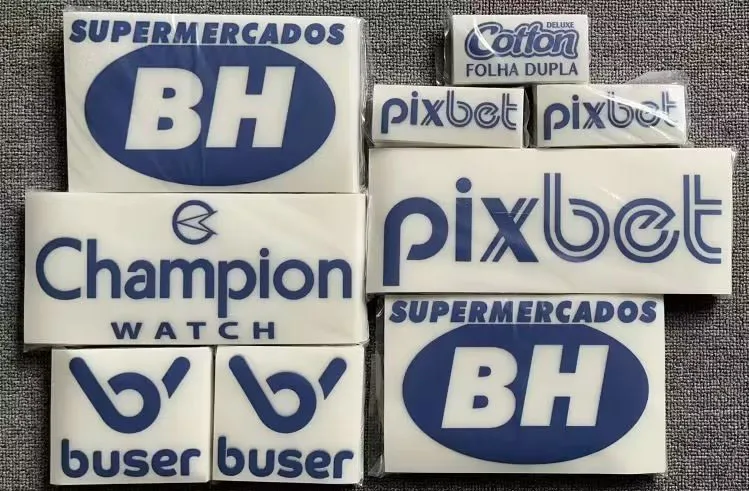 SUPERMERCADOS
BH
Champion
WATCH
buser
buser
DELUXE
Cotton
FOLHA DUPLA
pixbet
pixbet
pixbet
SUPERMERCADOS
BH